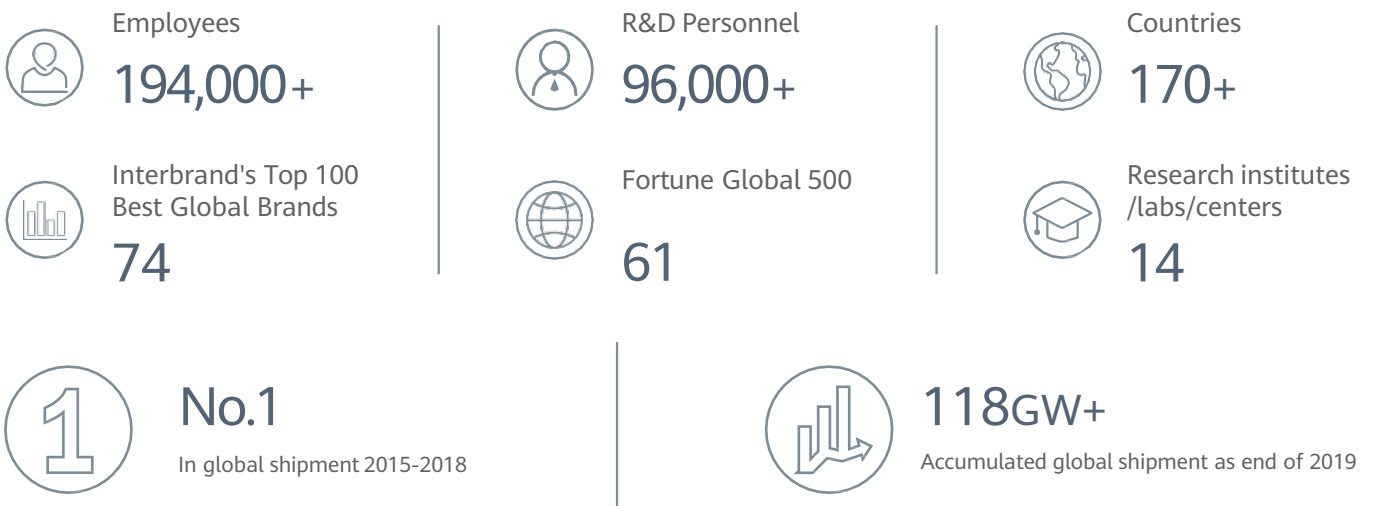 Employees
194,000+
R&D Personnel
96,000+
Countries
170+
Interbrand's Top 100
Best Global Brands
74
Fortune Global 500
61
Research institutes
/labs/centers
14
1
No.1
In global shipment 2015-2018
118GW+
Accumulated global shipment as end of 2019